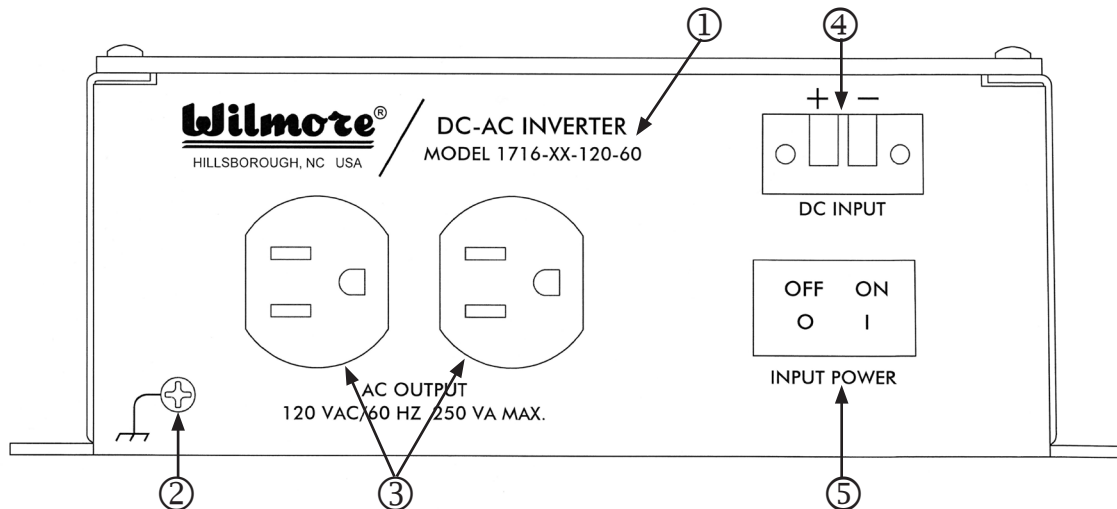 ① ④
Wilmore® DC-AC INVERTER
HILLSBOROUGH, NC USA MODEL 1716-XX-120-60
+ −
DC INPUT
OFF ON
O I
INPUT POWER
AC OUTPUT
120 VAC/60 HZ 250 VA MAX.
② ③ ⑤